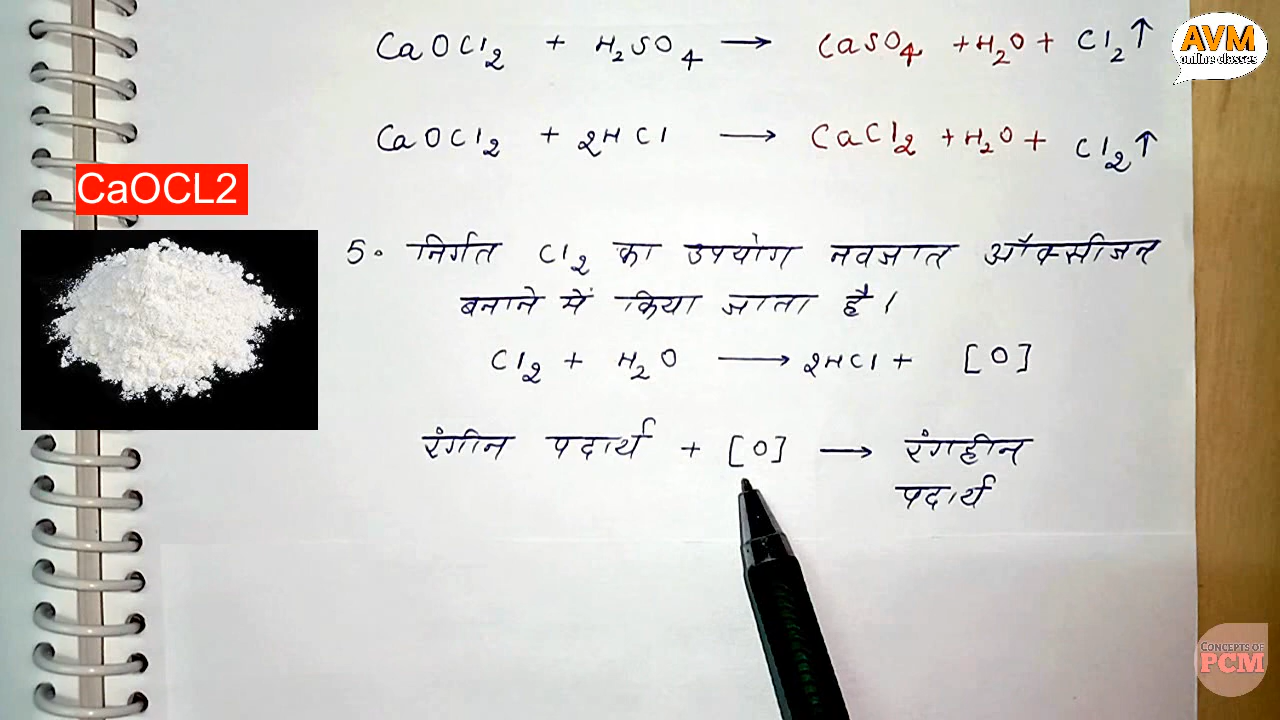 CaOCl2 + H2SO4 → CaSO4 + H2O + Cl2↑
AVM
online classes
CaOCl2 + 2HCl → CaCl2 + H2O + Cl2↑
CaOCL2
5. निर्गत Cl2 का उपयोग नवजात ऑक्सीजन
बनाने में किया जाता है।
Cl2 + H2O → 2HCl + [O]
रंगीन पदार्थ + [O] → रंगहीन
पदार्थ
CONCEPTS OF
PCM